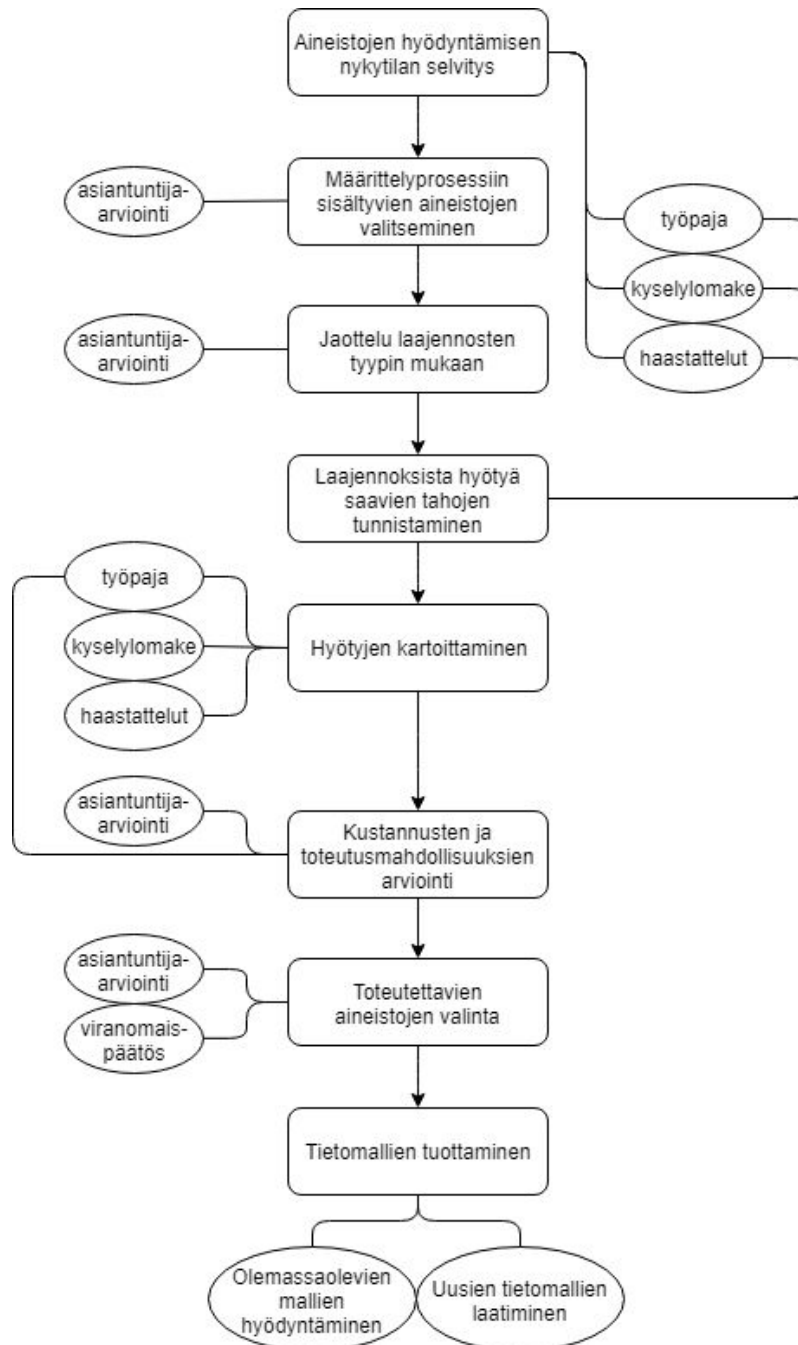 Aineistojen hyödyntämisen
nykytilan selvitys
asiantuntija-
arviointi
Määrittelyprosessiin
sisältyvien aineistojen
valitseminen
työpaja
kyselylomake
haastattelut
asiantuntija-
arviointi
Jaottelu laajennosten
tyypin mukaan
Laajennoksista hyötyä
saavien tahojen
tunnistaminen
työpaja
kyselylomake
haastattelut
Hyötyjen kartoittaminen
asiantuntija-
arviointi
Kustannusten ja
toteutusmahdollisuuksien
arviointi
asiantuntija-
arviointi
viranomais-
päätös
Toteutettavien
aineistojen valinta
Tietomallien tuottaminen
Olemassaolevien
mallien
hyödyntäminen
Uusien tietomallien
laatiminen